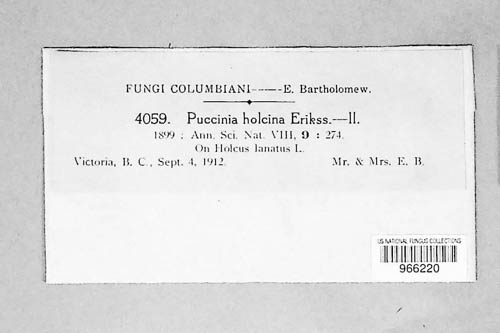 FUNGI COLUMBIANI——E. Bartholomew.
4059. Puccinia holcina Erikss.—II.
1899 : Ann. Sci. Nat. VIII, 9 : 274.
On Holcus lanatus L.
Victoria, B. C., Sept. 4, 1912. Mr. & Mrs. E. B.
US NATIONAL FUNGUS COLLECTIONS
966220